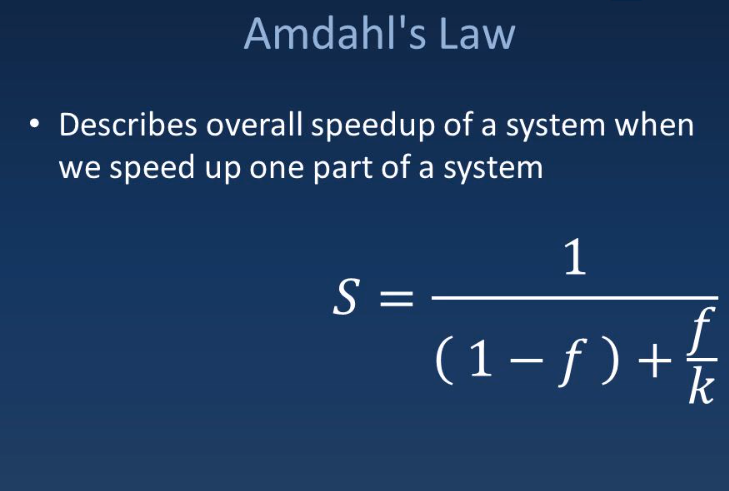 Amdahl's Law
• Describes overall speedup of a system when
we speed up one part of a system
S = 1 / (( 1 − f ) + f/k)